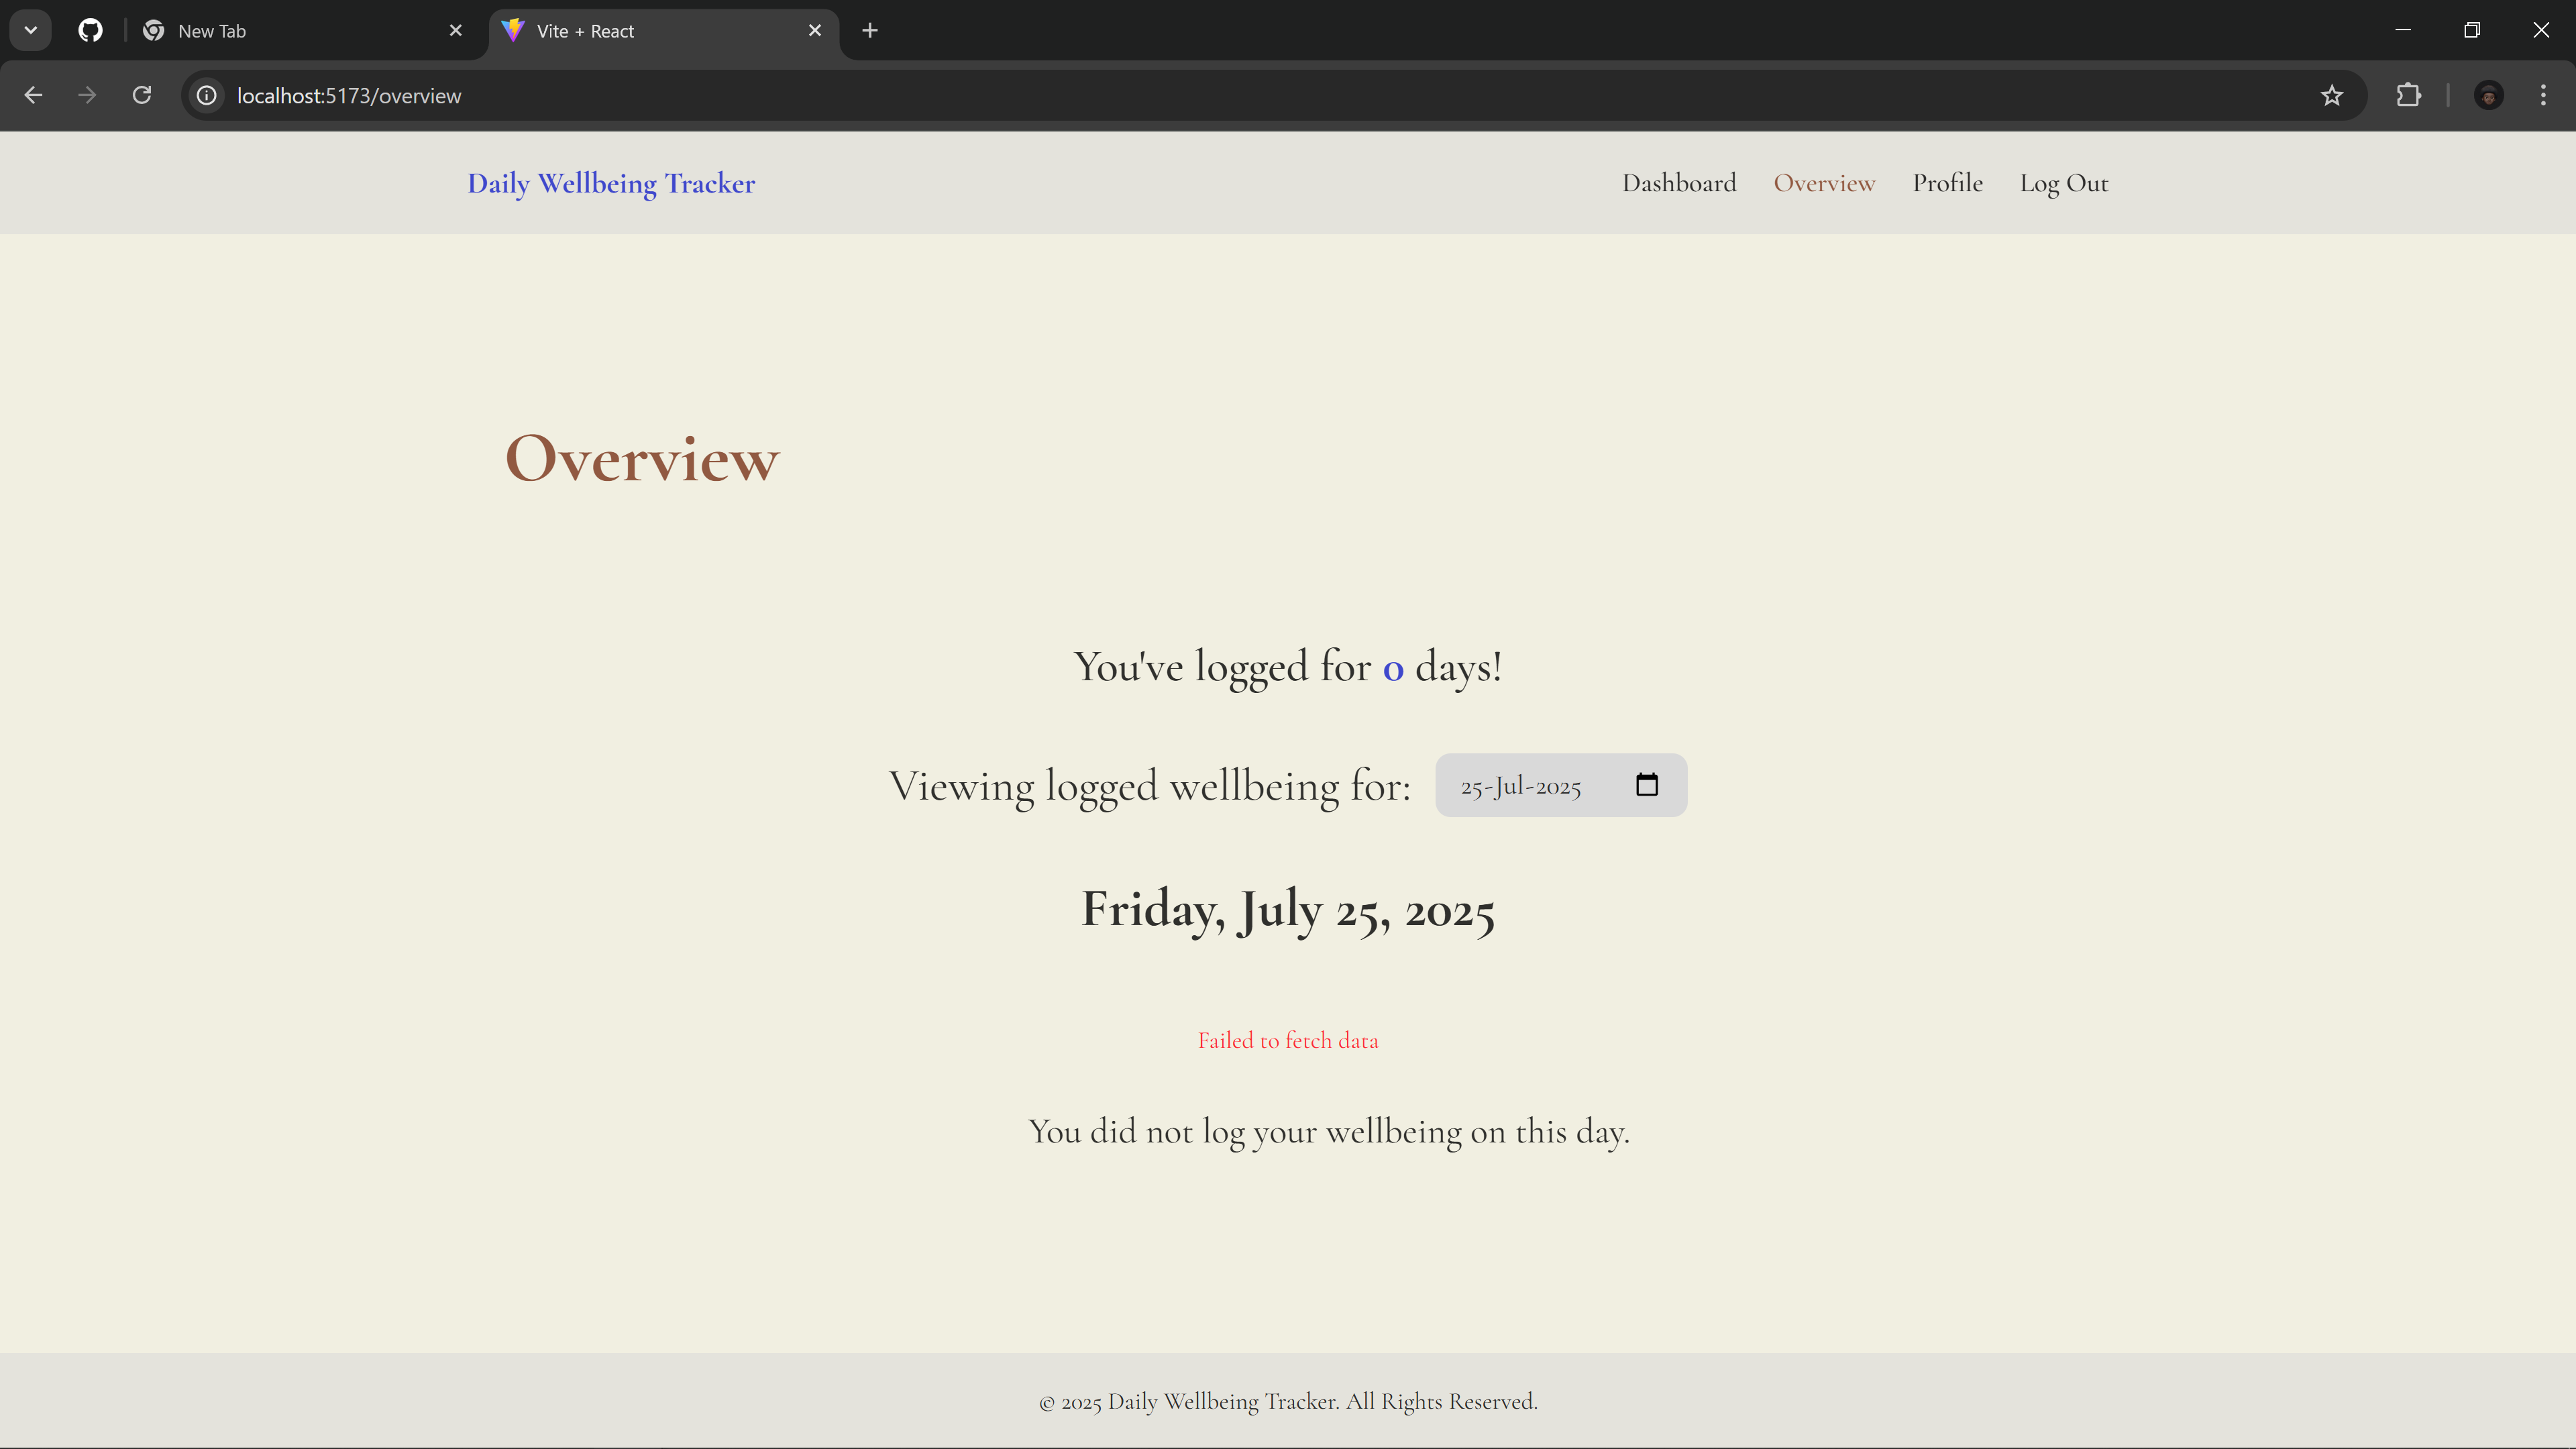 New Tab
Vite + React
localhost:5173/overview
Daily Wellbeing Tracker
Dashboard Overview Profile Log Out
Overview
You've logged for 0 days!
Viewing logged wellbeing for: 25-Jul-2025
Friday, July 25, 2025
Failed to fetch data
You did not log your wellbeing on this day.
© 2025 Daily Wellbeing Tracker. All Rights Reserved.